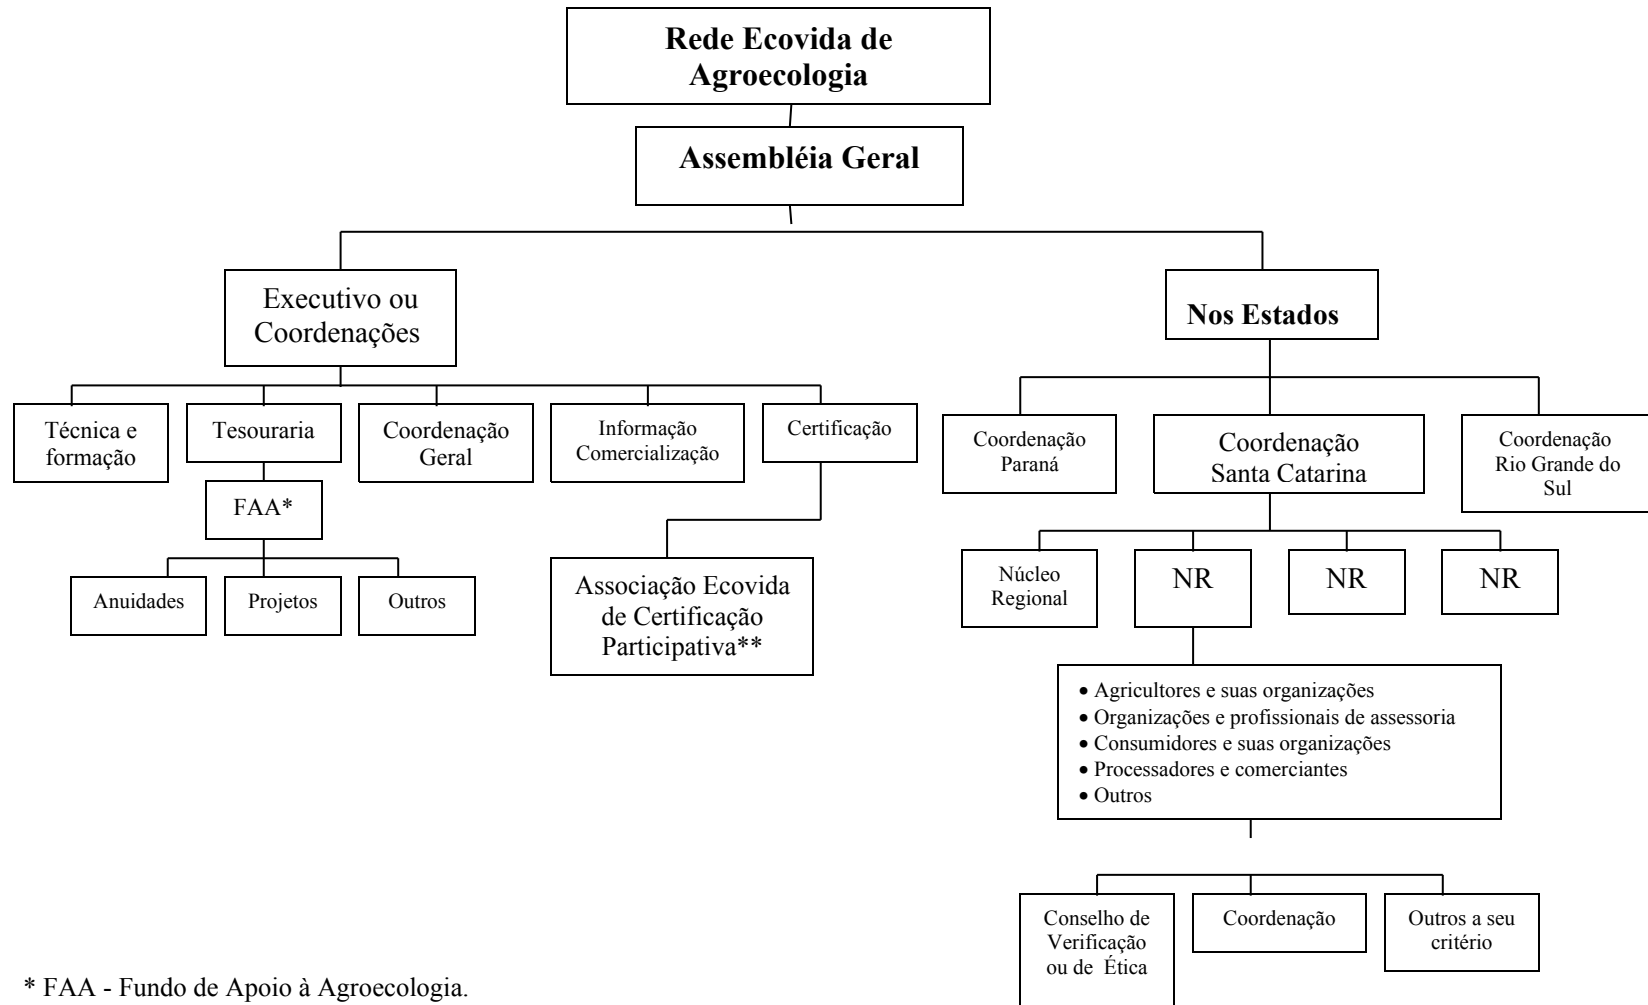 Rede Ecovida de
Agroecologia
Assembléia Geral
Executivo ou
Coordenações
Nos Estados
Técnica e
formação
Tesouraria
Coordenação
Geral
Informação
Comercialização
Certificação
Coordenação
Paraná
Coordenação
Santa Catarina
Coordenação
Rio Grande do
Sul
FAA*
Anuidades
Projetos
Outros
Associação Ecovida
de Certificação
Participativa**
Núcleo
Regional
NR
NR
NR
• Agricultores e suas organizações
• Organizações e profissionais de assessoria
• Consumidores e suas organizações
• Processadores e comerciantes
• Outros
Conselho de
Verificação
ou de Ética
Coordenação
Outros a seu
critério
* FAA - Fundo de Apoio à Agroecologia.